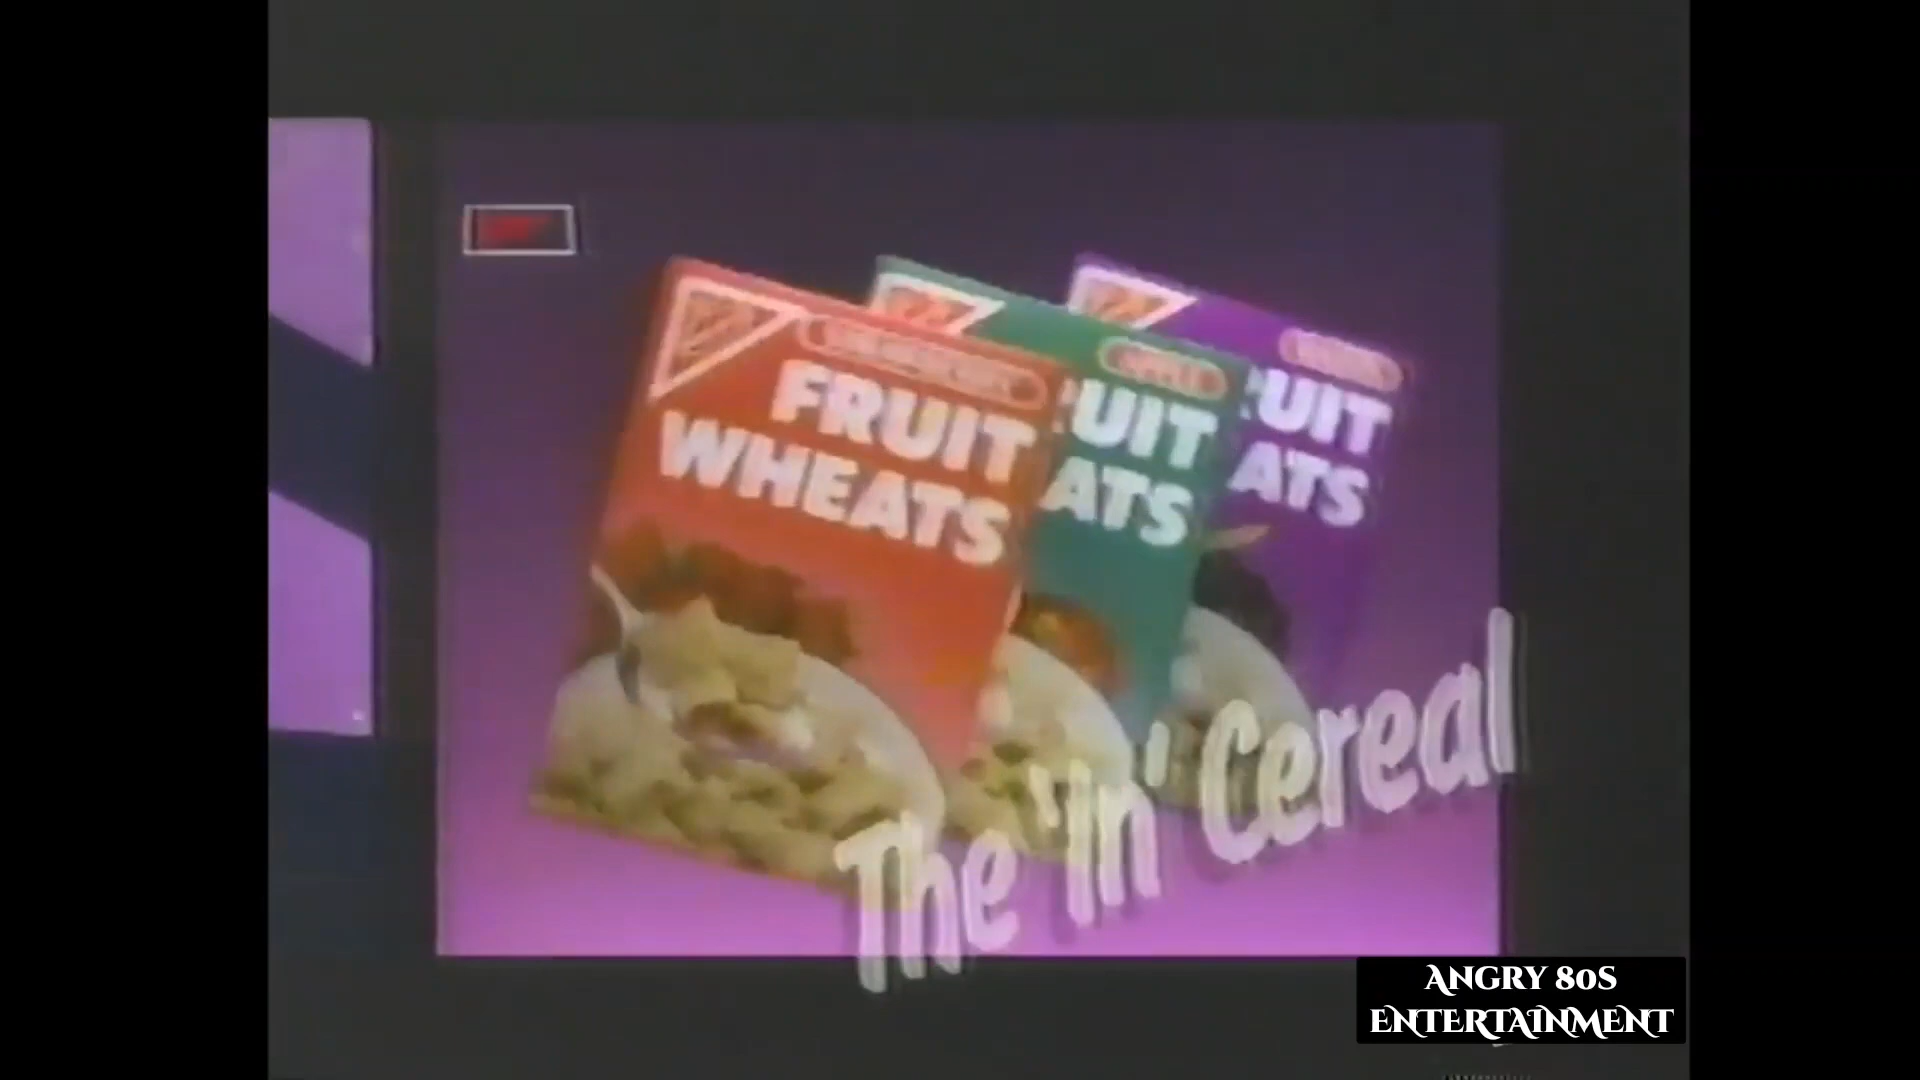 FRUIT
WHEATS
UIT
ATS
UIT
ATS
The 'In' Cereal
ANGRY 80S
ENTERTAINMENT